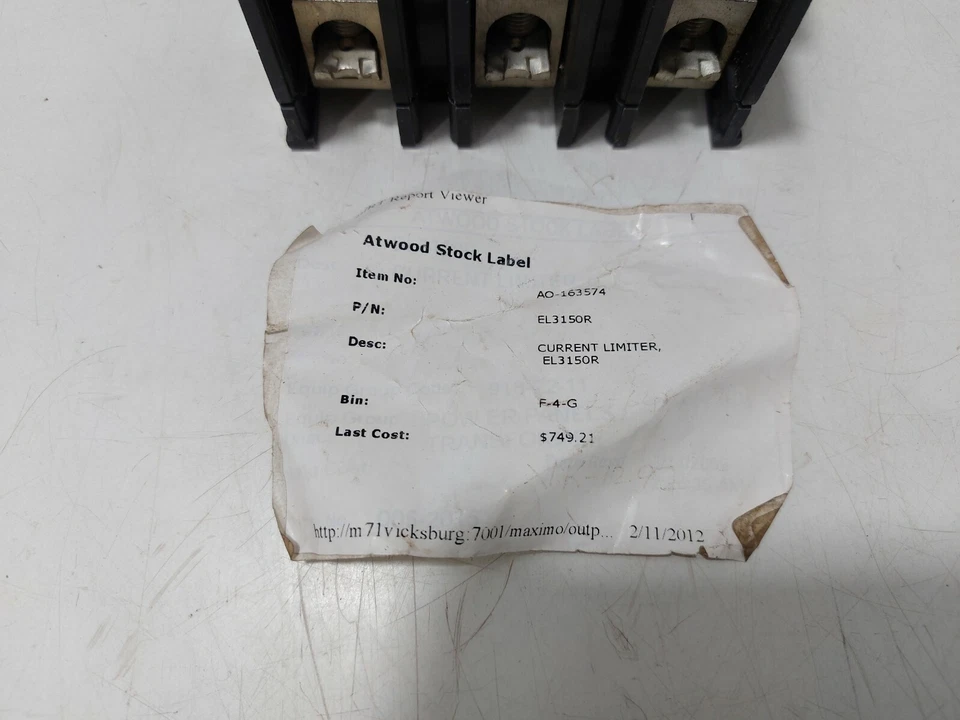 Report Viewer
Atwood Stock Label
Item No: AO-163574
P/N: EL3150R
Desc: CURRENT LIMITER,
EL3150R
Bin: F-4-G
Last Cost: $749.21
http://m71vicksburg:7001/maximo/outp... 2/11/2012